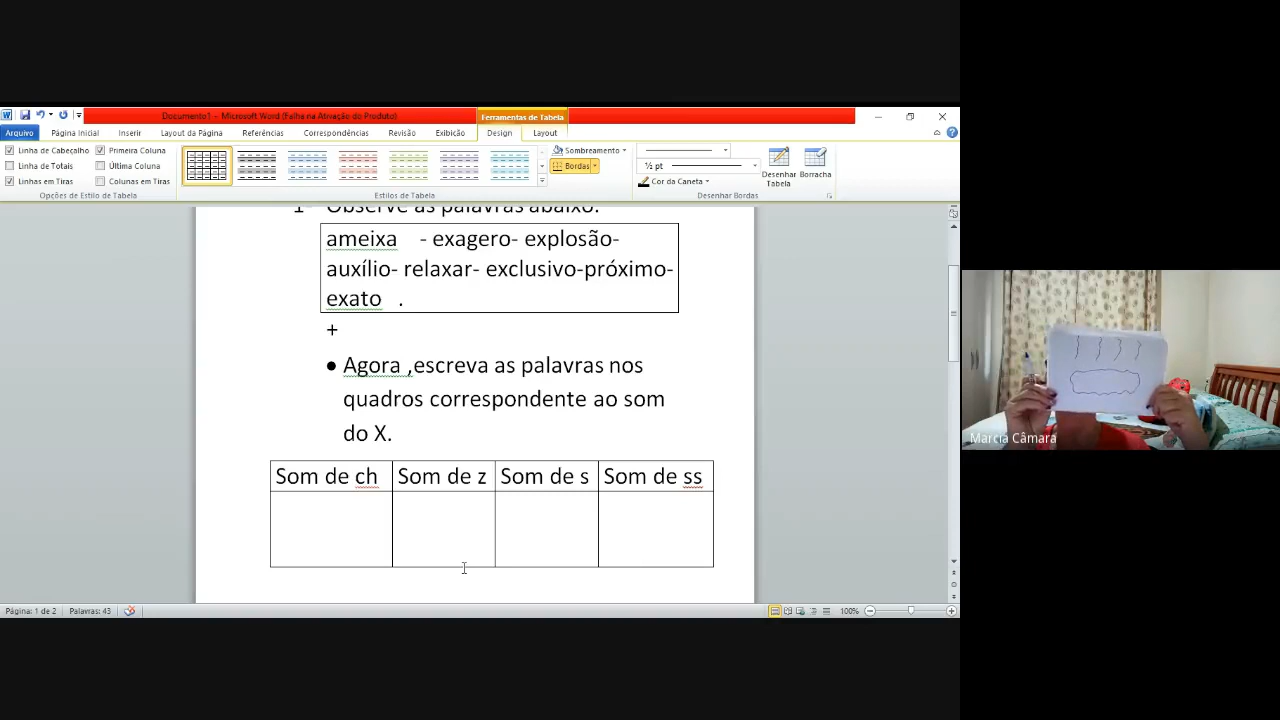 Documento1 - Microsoft Word (Falha na Ativação do Produto)
Ferramentas de Tabela
Arquivo Página Inicial Inserir Layout da Página Referências Correspondências Revisão Exibição Design Layout
Linha de Cabeçalho Primeira Coluna
Linha de Totais Última Coluna
Linhas em Tiras Colunas em Tiras
Opções de Estilo de Tabela
Estilos de Tabela
Sombreamento
Bordas
½ pt
Cor da Caneta
Desenhar Tabela
Borracha
Desenhar Bordas
1- Observe as palavras abaixo:
ameixa - exagero- explosão-
auxílio- relaxar- exclusivo-próximo-
exato .
+
• Agora ,escreva as palavras nos
quadros correspondente ao som
do X.
Som de ch Som de z Som de s Som de ss
Página: 1 de 2 Palavras: 43 100%
Marcia Câmara